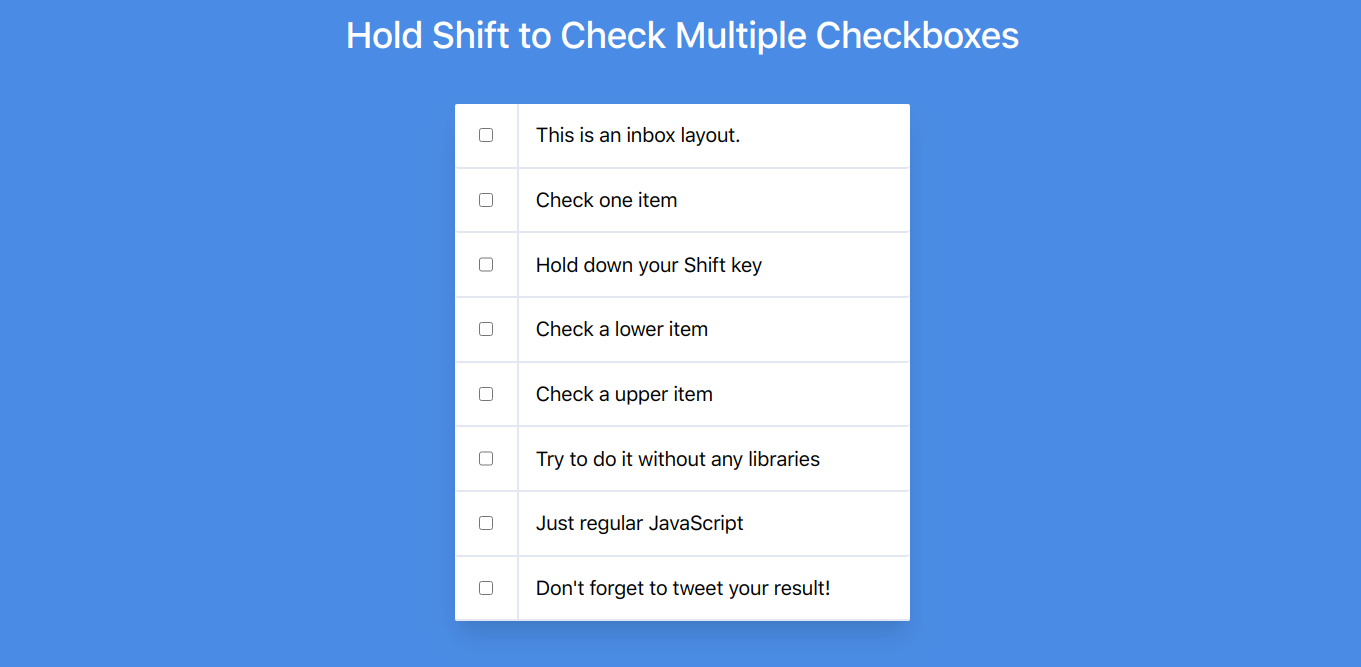 Hold Shift to Check Multiple Checkboxes
This is an inbox layout.
Check one item
Hold down your Shift key
Check a lower item
Check a upper item
Try to do it without any libraries
Just regular JavaScript
Don't forget to tweet your result!